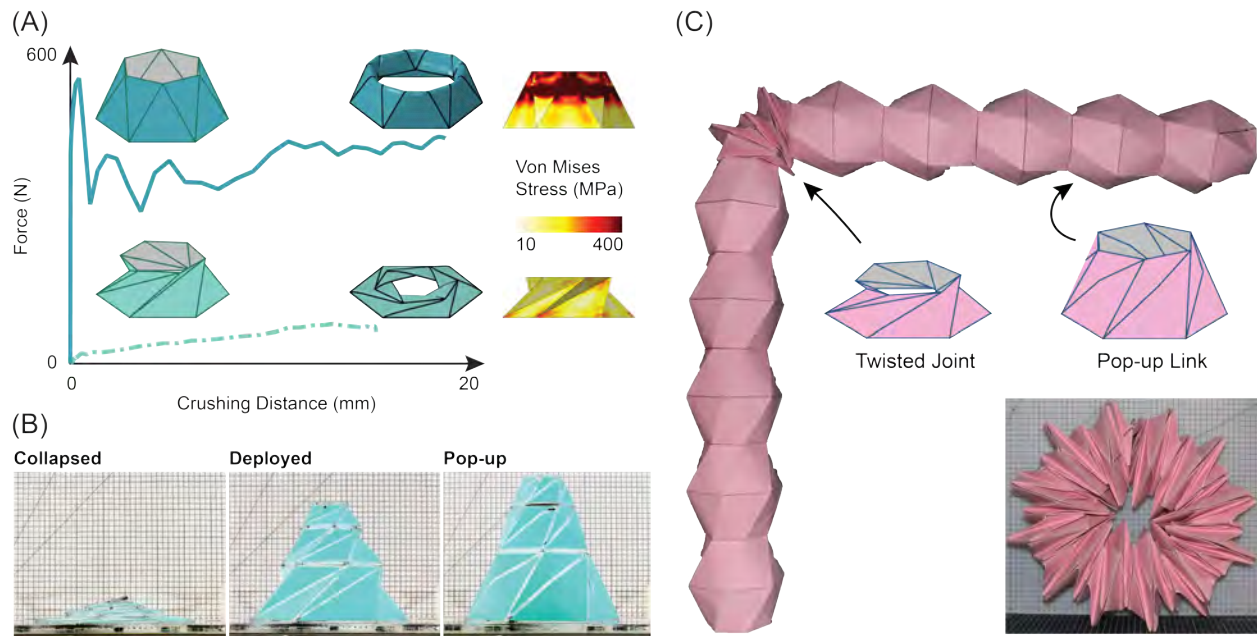 (A)
600
Force (N)
0
0
20
Crushing Distance (mm)
Von Mises
Stress (MPa)
10 400
(B)
Collapsed
Deployed
Pop-up
(C)
Twisted Joint
Pop-up Link